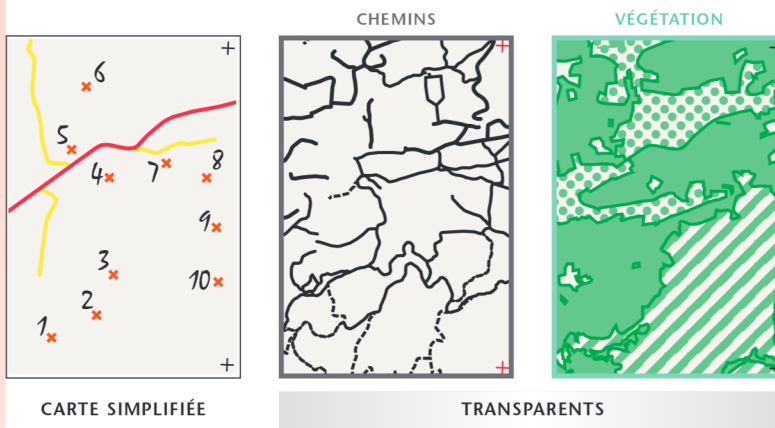 CHEMINS
VÉGÉTATION
6
5
4
7
8
9
3
10
2
1
CARTE SIMPLIFIÉE
TRANSPARENTS